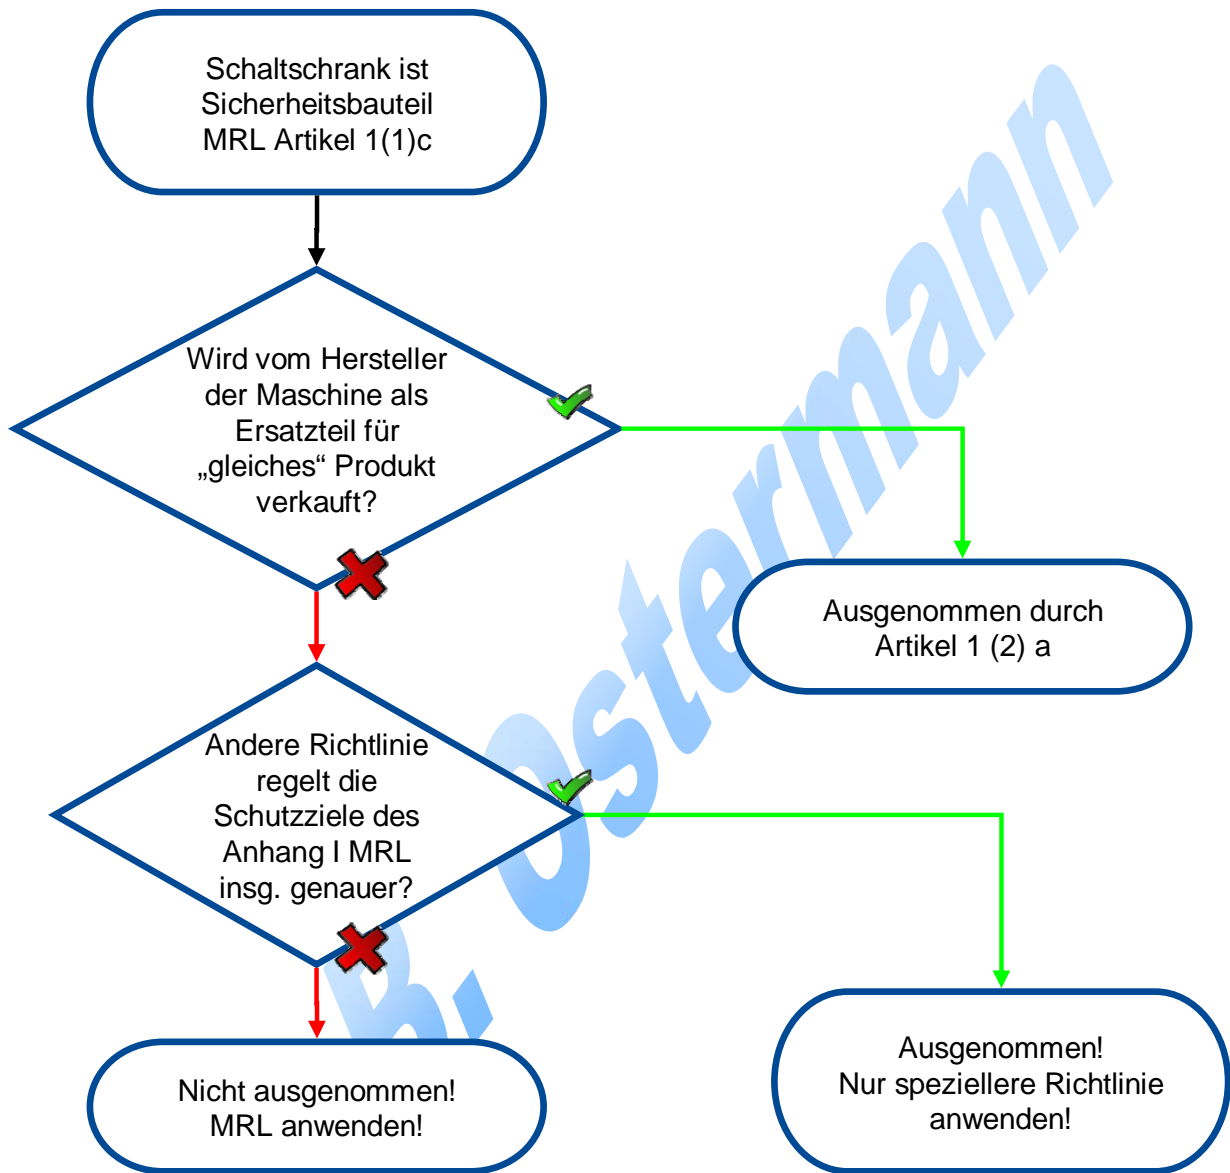 Schaltschrank ist
Sicherheitsbauteil
MRL Artikel 1(1)c
Wird vom Hersteller
der Maschine als
Ersatzteil für
„gleiches“ Produkt
verkauft?
Ausgenommen durch
Artikel 1 (2) a
Andere Richtlinie
regelt die
Schutzziele des
Anhang I MRL
insg. genauer?
Ausgenommen!
Nur speziellere Richtlinie
anwenden!
Nicht ausgenommen!
MRL anwenden!
B. Ostermann